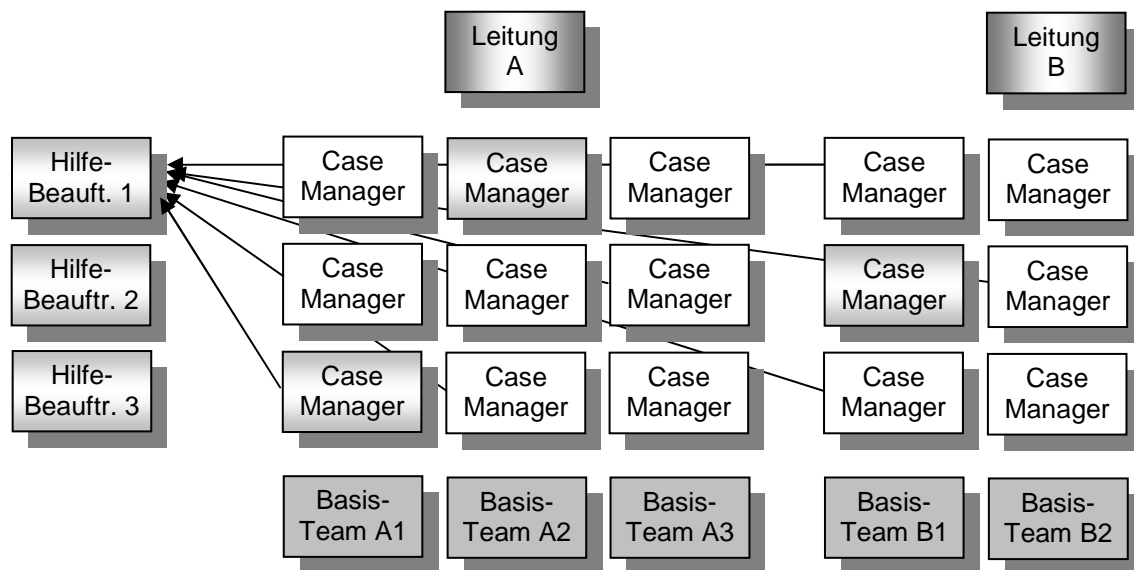 Leitung
A
Leitung
B
Hilfe-
Beauft. 1
Case
Manager
Case
Manager
Case
Manager
Case
Manager
Case
Manager
Hilfe-
Beauftr. 2
Case
Manager
Case
Manager
Case
Manager
Case
Manager
Case
Manager
Hilfe-
Beauftr. 3
Case
Manager
Case
Manager
Case
Manager
Case
Manager
Case
Manager
Basis-
Team A1
Basis-
Team A2
Basis-
Team A3
Basis-
Team B1
Basis-
Team B2